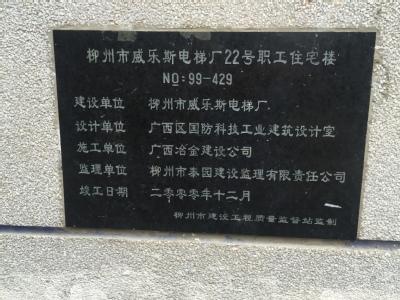 柳州市威乐斯电梯厂22号职工住宅楼
NO:99-429
建设单位 柳州市威乐斯电梯厂
设计单位 广西区国防科技工业建筑设计室
施工单位 广西冶金建设公司
监理单位 柳州市泰园建设监理有限责任公司
竣工日期 二〇〇〇年十二月
柳州市建设工程质量监督站监制